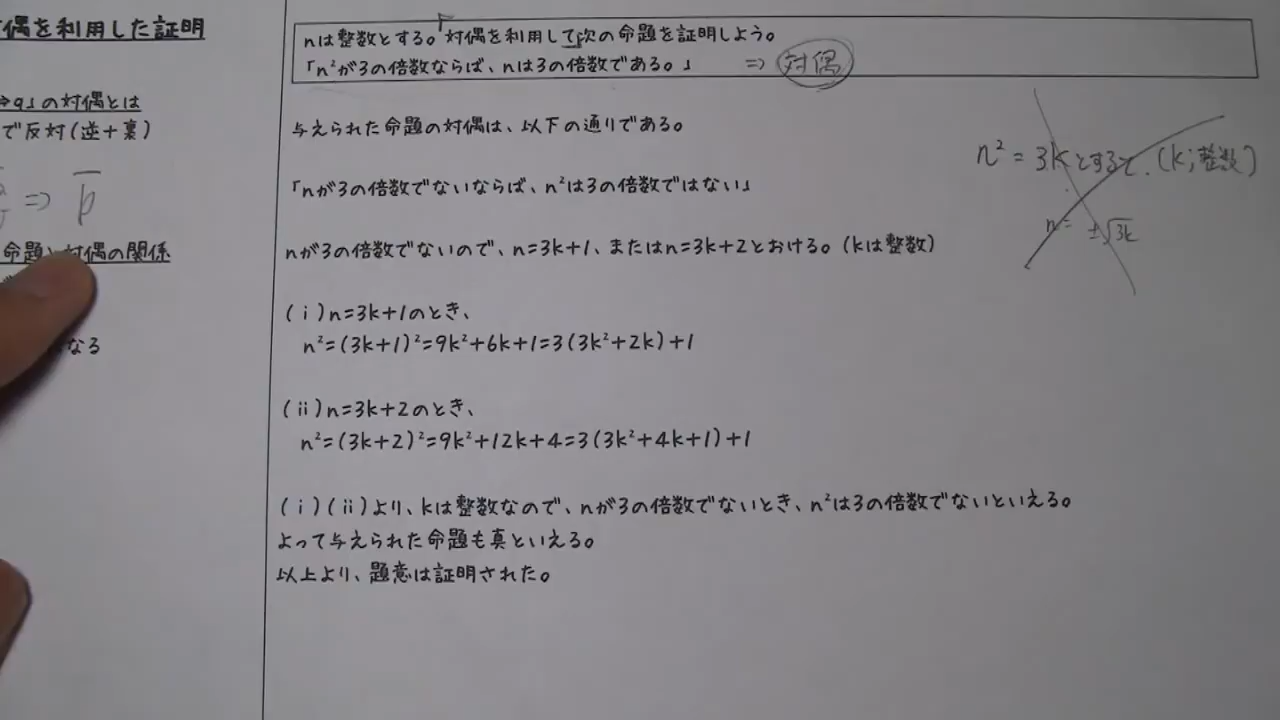 対偶を利用した証明
⇒q」の対偶とは
で反対(逆+裏)
⇒ p̅
命題と対偶の関係
なる
nは整数とする。対偶を利用して次の命題を証明しよう。
「n²が3の倍数ならば、nは3の倍数である。」 ⇒ 対偶
与えられた命題の対偶は、以下の通りである。
「nが3の倍数でないならば、n²は3の倍数ではない」
nが3の倍数でないので、n=3k+1、またはn=3k+2とおける。(kは整数)
(ⅰ)n=3k+1のとき、
n²=(3k+1)²=9k²+6k+1=3(3k²+2k)+1
(ⅱ)n=3k+2のとき、
n²=(3k+2)²=9k²+12k+4=3(3k²+4k+1)+1
(ⅰ)(ⅱ)より、kは整数なので、nが3の倍数でないとき、n²は3の倍数でないといえる。
よって与えられた命題も真といえる。
以上より、題意は証明された。
n² = 3kとすると、(k;整数)
n= ±√3k